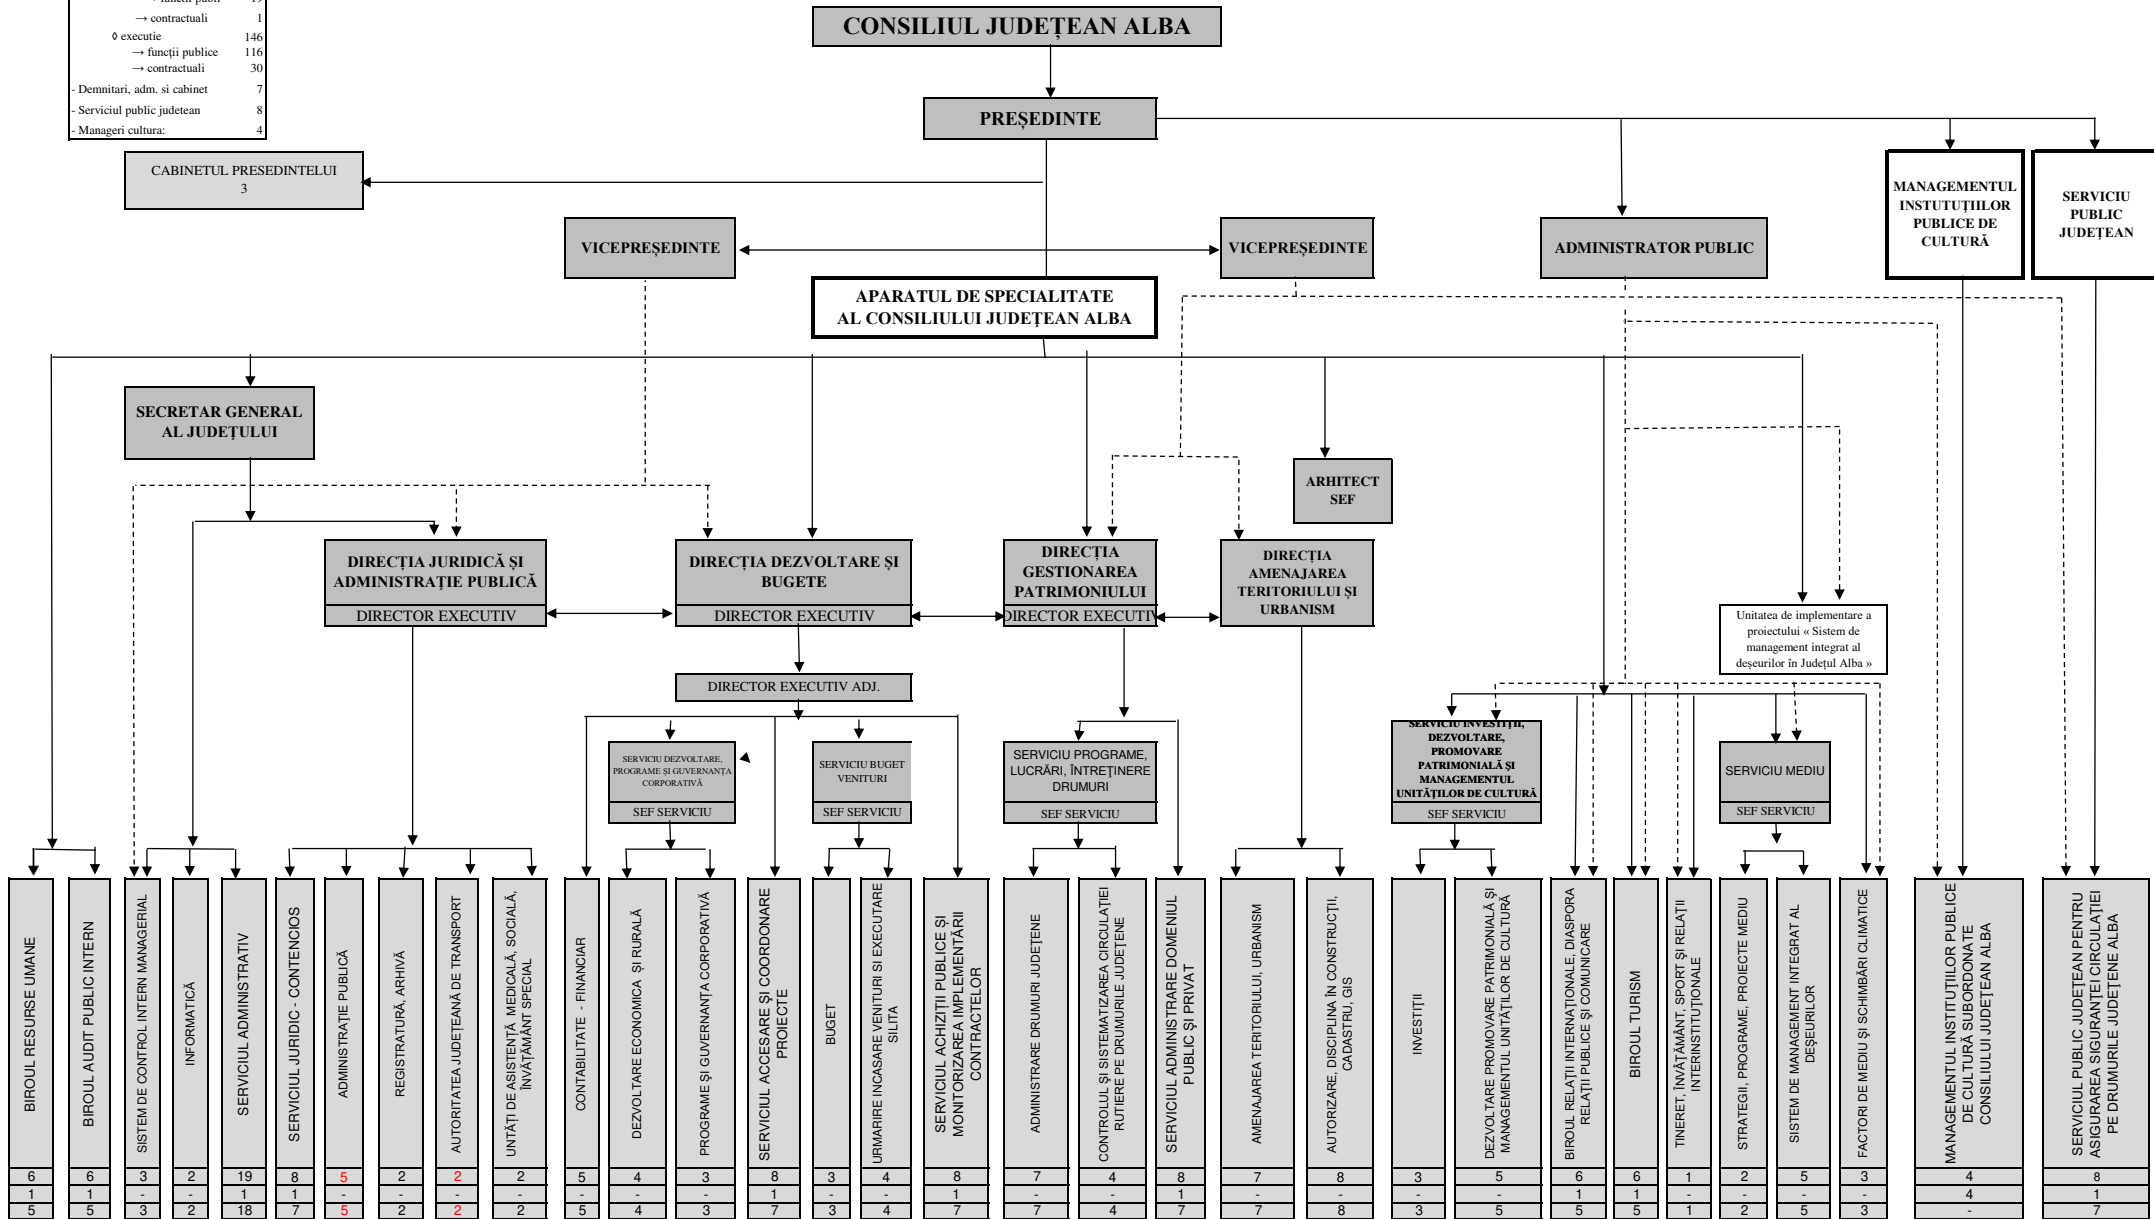 19
→ contractuali 1
◊ executie 146
→ funcții publice 116
→ contractuali 30
- Demnitari, adm. si cabinet 7
- Serviciul public judetean 8
- Manageri cultura: 4
CONSILIUL JUDEȚEAN ALBA
PREȘEDINTE
CABINETUL PRESEDINTELUI
3
MANAGEMENTUL
INSTUTUȚIILOR
PUBLICE DE
CULTURĂ
SERVICIU
PUBLIC
JUDEȚEAN
VICEPREȘEDINTE
VICEPREȘEDINTE
ADMINISTRATOR PUBLIC
APARATUL DE SPECIALITATE
AL CONSILIULUI JUDEȚEAN ALBA
SECRETAR GENERAL
AL JUDEȚULUI
ARHITECT
SEF
DIRECȚIA JURIDICĂ ȘI
ADMINISTRAȚIE PUBLICĂ
DIRECTOR EXECUTIV
DIRECȚIA DEZVOLTARE ȘI
BUGETE
DIRECTOR EXECUTIV
DIRECȚIA
GESTIONAREA
PATRIMONIULUI
DIRECTOR EXECUTIV
DIRECȚIA
AMENAJAREA
TERITORIULUI ȘI
URBANISM
Unitatea de implementare a
proiectului « Sistem de
management integrat al
deșeurilor în Județul Alba »
DIRECTOR EXECUTIV ADJ.
SERVICIU DEZVOLTARE,
PROGRAME ȘI GUVERNANȚA
CORPORATIVĂ
SEF SERVICIU
SERVICIU BUGET
VENITURI
SEF SERVICIU
SERVICIU PROGRAME,
LUCRĂRI, ÎNTREȚINERE
DRUMURI
SEF SERVICIU
SERVICIU INVESTIȚII,
DEZVOLTARE,
PROMOVARE
PATRIMONIALĂ ȘI
MANAGEMENTUL
UNITĂȚILOR DE CULTURĂ
SEF SERVICIU
SERVICIU MEDIU
SEF SERVICIU
BIROUL RESURSE UMANE
BIROUL AUDIT PUBLIC INTERN
SISTEM DE CONTROL INTERN MANAGERIAL
INFORMATICĂ
SERVICIUL ADMINISTRATIV
SERVICIUL JURIDIC - CONTENCIOS
ADMINISTRAȚIE PUBLICĂ
REGISTRATURĂ, ARHIVĂ
AUTORITATEA JUDEȚEANĂ DE TRANSPORT
UNTĂȚI DE ASISTENȚĂ MEDICALĂ, SOCIALĂ,
ÎNVĂȚĂMÂNT SPECIAL
CONTABILITATE - FINANCIAR
DEZVOLTARE ECONOMICA ȘI RURALĂ
PROGRAME ȘI GUVERNANȚA CORPORATIVĂ
SERVICIUL ACCESARE ȘI COORDONARE
PROIECTE
BUGET
URMARIRE INCASARE VENITURI SI EXECUTARE
SILITA
SERVICIUL ACHIZIȚII PUBLICE ȘI
MONITORIZAREA IMPLEMENTĂRII
CONTRACTELOR
ADMINISTRARE DRUMURI JUDEȚENE
CONTROLUL ȘI SISTEMATIZAREA CIRCULAȚIEI
RUTIERE PE DRUMURILE JUDEȚENE
SERVICIUL ADMINISTRARE DOMENIUL
PUBLIC ȘI PRIVAT
AMENAJAREA TERITORIULUI, URBANISM
AUTORIZARE, DISCIPLINA ÎN CONSTRUCȚII,
CADASTRU, GIS
INVESTIȚII
DEZVOLTARE PROMOVARE PATRIMONIALĂ ȘI
MANAGEMENTUL UNITĂȚILOR DE CULTURĂ
BIROUL RELAȚII INTERNAȚIONALE, DIASPORA
RELAȚII PUBLICE ȘI COMUNICARE
BIROUL TURISM
TINERET, ÎNVĂȚĂMÂNT, SPORT ȘI RELAȚII
INTERINSTITUȚIONALE
STRATEGII, PROGRAME, PROIECTE MEDIU
SISTEM DE MANAGEMENT INTEGRAT AL
DEȘEURILOR
FACTORI DE MEDIU ȘI SCHIMBĂRI CLIMATICE
MANAGEMENTUL INSTITUȚIILOR PUBLICE
DE CULTURĂ SUBORDONATE
CONSILIULUI JUDEȚEAN ALBA
SERVICIUL PUBLIC JUDEȚEAN PENTRU
ASIGURAREA SIGURANȚEI CIRCULAȚIEI
PE DRUMURILE JUDEȚENE ALBA
6 6 3 2 19 8 5 2 2 2 5 4 3 8 3 4 8 7 4 8 7 8 3 5 6 6 1 2 5 3 4 8
1 1 - - 1 1 - - - - - - - 1 - - 1 - - 1 - - - - 1 1 - - - - 4 1
5 5 3 2 18 7 5 2 2 2 5 4 3 7 3 4 7 7 4 7 7 8 3 5 5 5 1 2 5 3 - 7